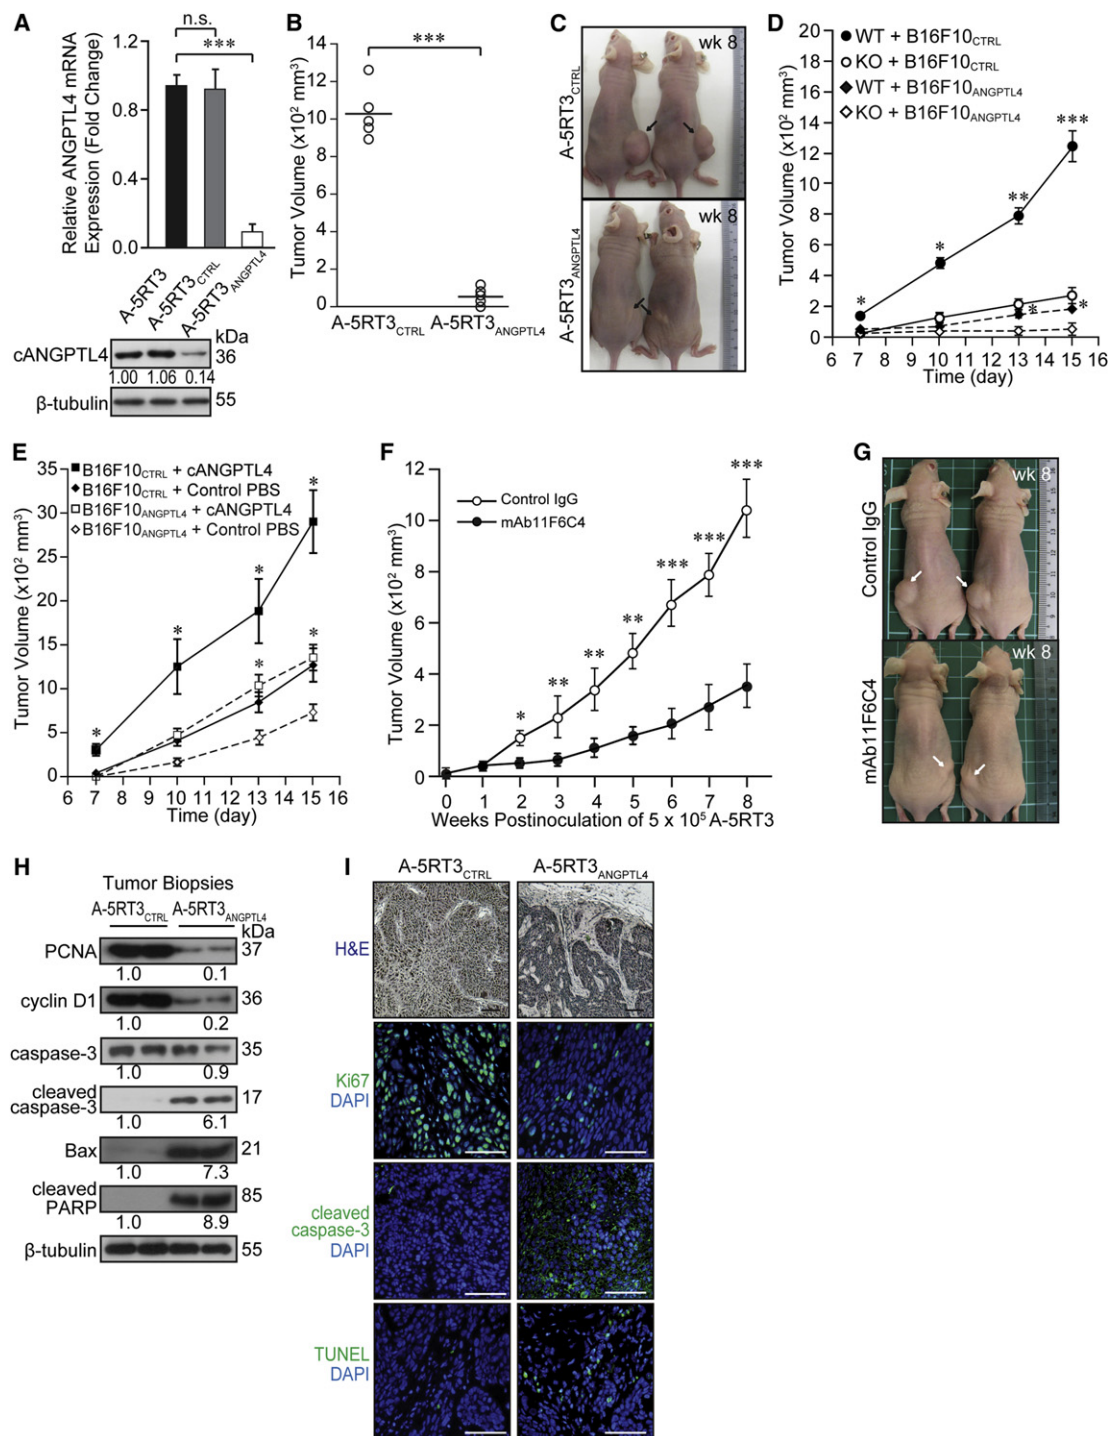 A
n.s.
***
Relative ANGPTL4 mRNA
Expression (Fold Change)
1.2
0.8
0.4
0.0
A-5RT3
A-5RT3CTRL
A-5RT3ANGPTL4
kDa
cANGPTL4
36
1.00 1.06 0.14
β-tubulin
55
B
***
Tumor Volume (x10² mm³)
14
12
10
8
6
4
2
0
A-5RT3CTRL
A-5RT3ANGPTL4
C
A-5RT3CTRL
wk 8
A-5RT3ANGPTL4
wk 8
D
WT + B16F10CTRL
KO + B16F10CTRL
WT + B16F10ANGPTL4
KO + B16F10ANGPTL4
Tumor Volume (x10² mm³)
20
18
16
14
12
10
8
6
4
2
0
* * ** *** * *
6 7 8 9 10 11 12 13 14 15 16
Time (day)
E
B16F10CTRL + cANGPTL4
B16F10CTRL + Control PBS
B16F10ANGPTL4 + cANGPTL4
B16F10ANGPTL4 + Control PBS
Tumor Volume (x10² mm³)
35
30
25
20
15
10
5
0
* * * * * *
6 7 8 9 10 11 12 13 14 15 16
Time (day)
F
Control IgG
mAb11F6C4
Tumor Volume (x10² mm³)
12
10
8
6
4
2
0
* ** ** ** *** *** ***
0 1 2 3 4 5 6 7 8
Weeks Postinoculation of 5 x 10⁵ A-5RT3
G
Control IgG
wk 8
mAb11F6C4
wk 8
H
Tumor Biopsies
A-5RT3CTRL A-5RT3ANGPTL4
kDa
PCNA
37
1.0 0.1
cyclin D1
36
1.0 0.2
caspase-3
35
1.0 0.9
cleaved
caspase-3
17
1.0 6.1
Bax
21
1.0 7.3
cleaved
PARP
85
1.0 8.9
β-tubulin
55
I
A-5RT3CTRL
A-5RT3ANGPTL4
H&E
Ki67
DAPI
cleaved
caspase-3
DAPI
TUNEL
DAPI